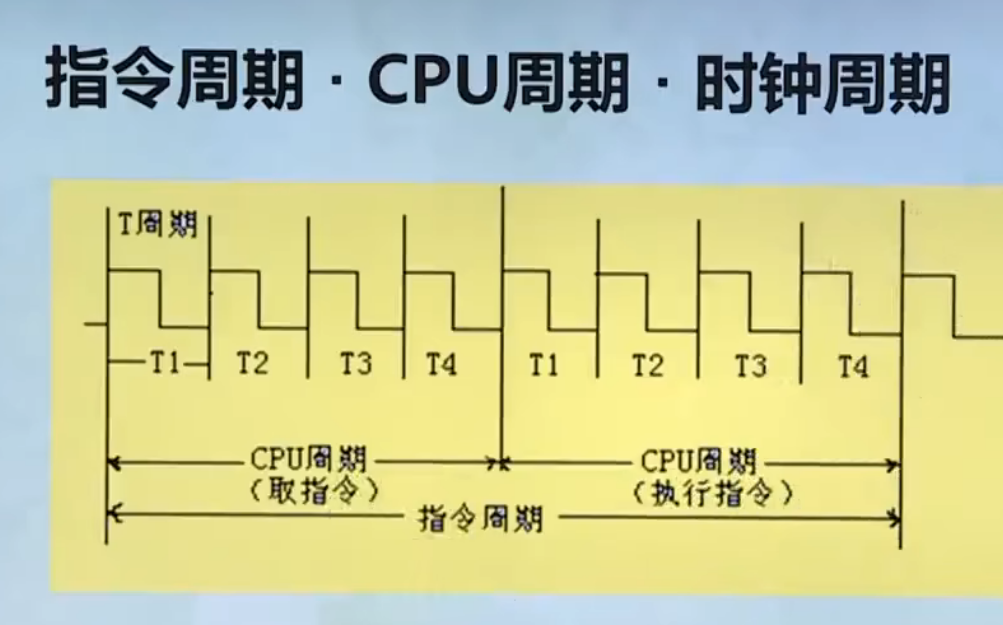 指令周期·CPU周期·时钟周期
T周期
T1 T2 T3 T4 T1 T2 T3 T4
CPU周期 CPU周期
（取指令） （执行指令）
指令周期